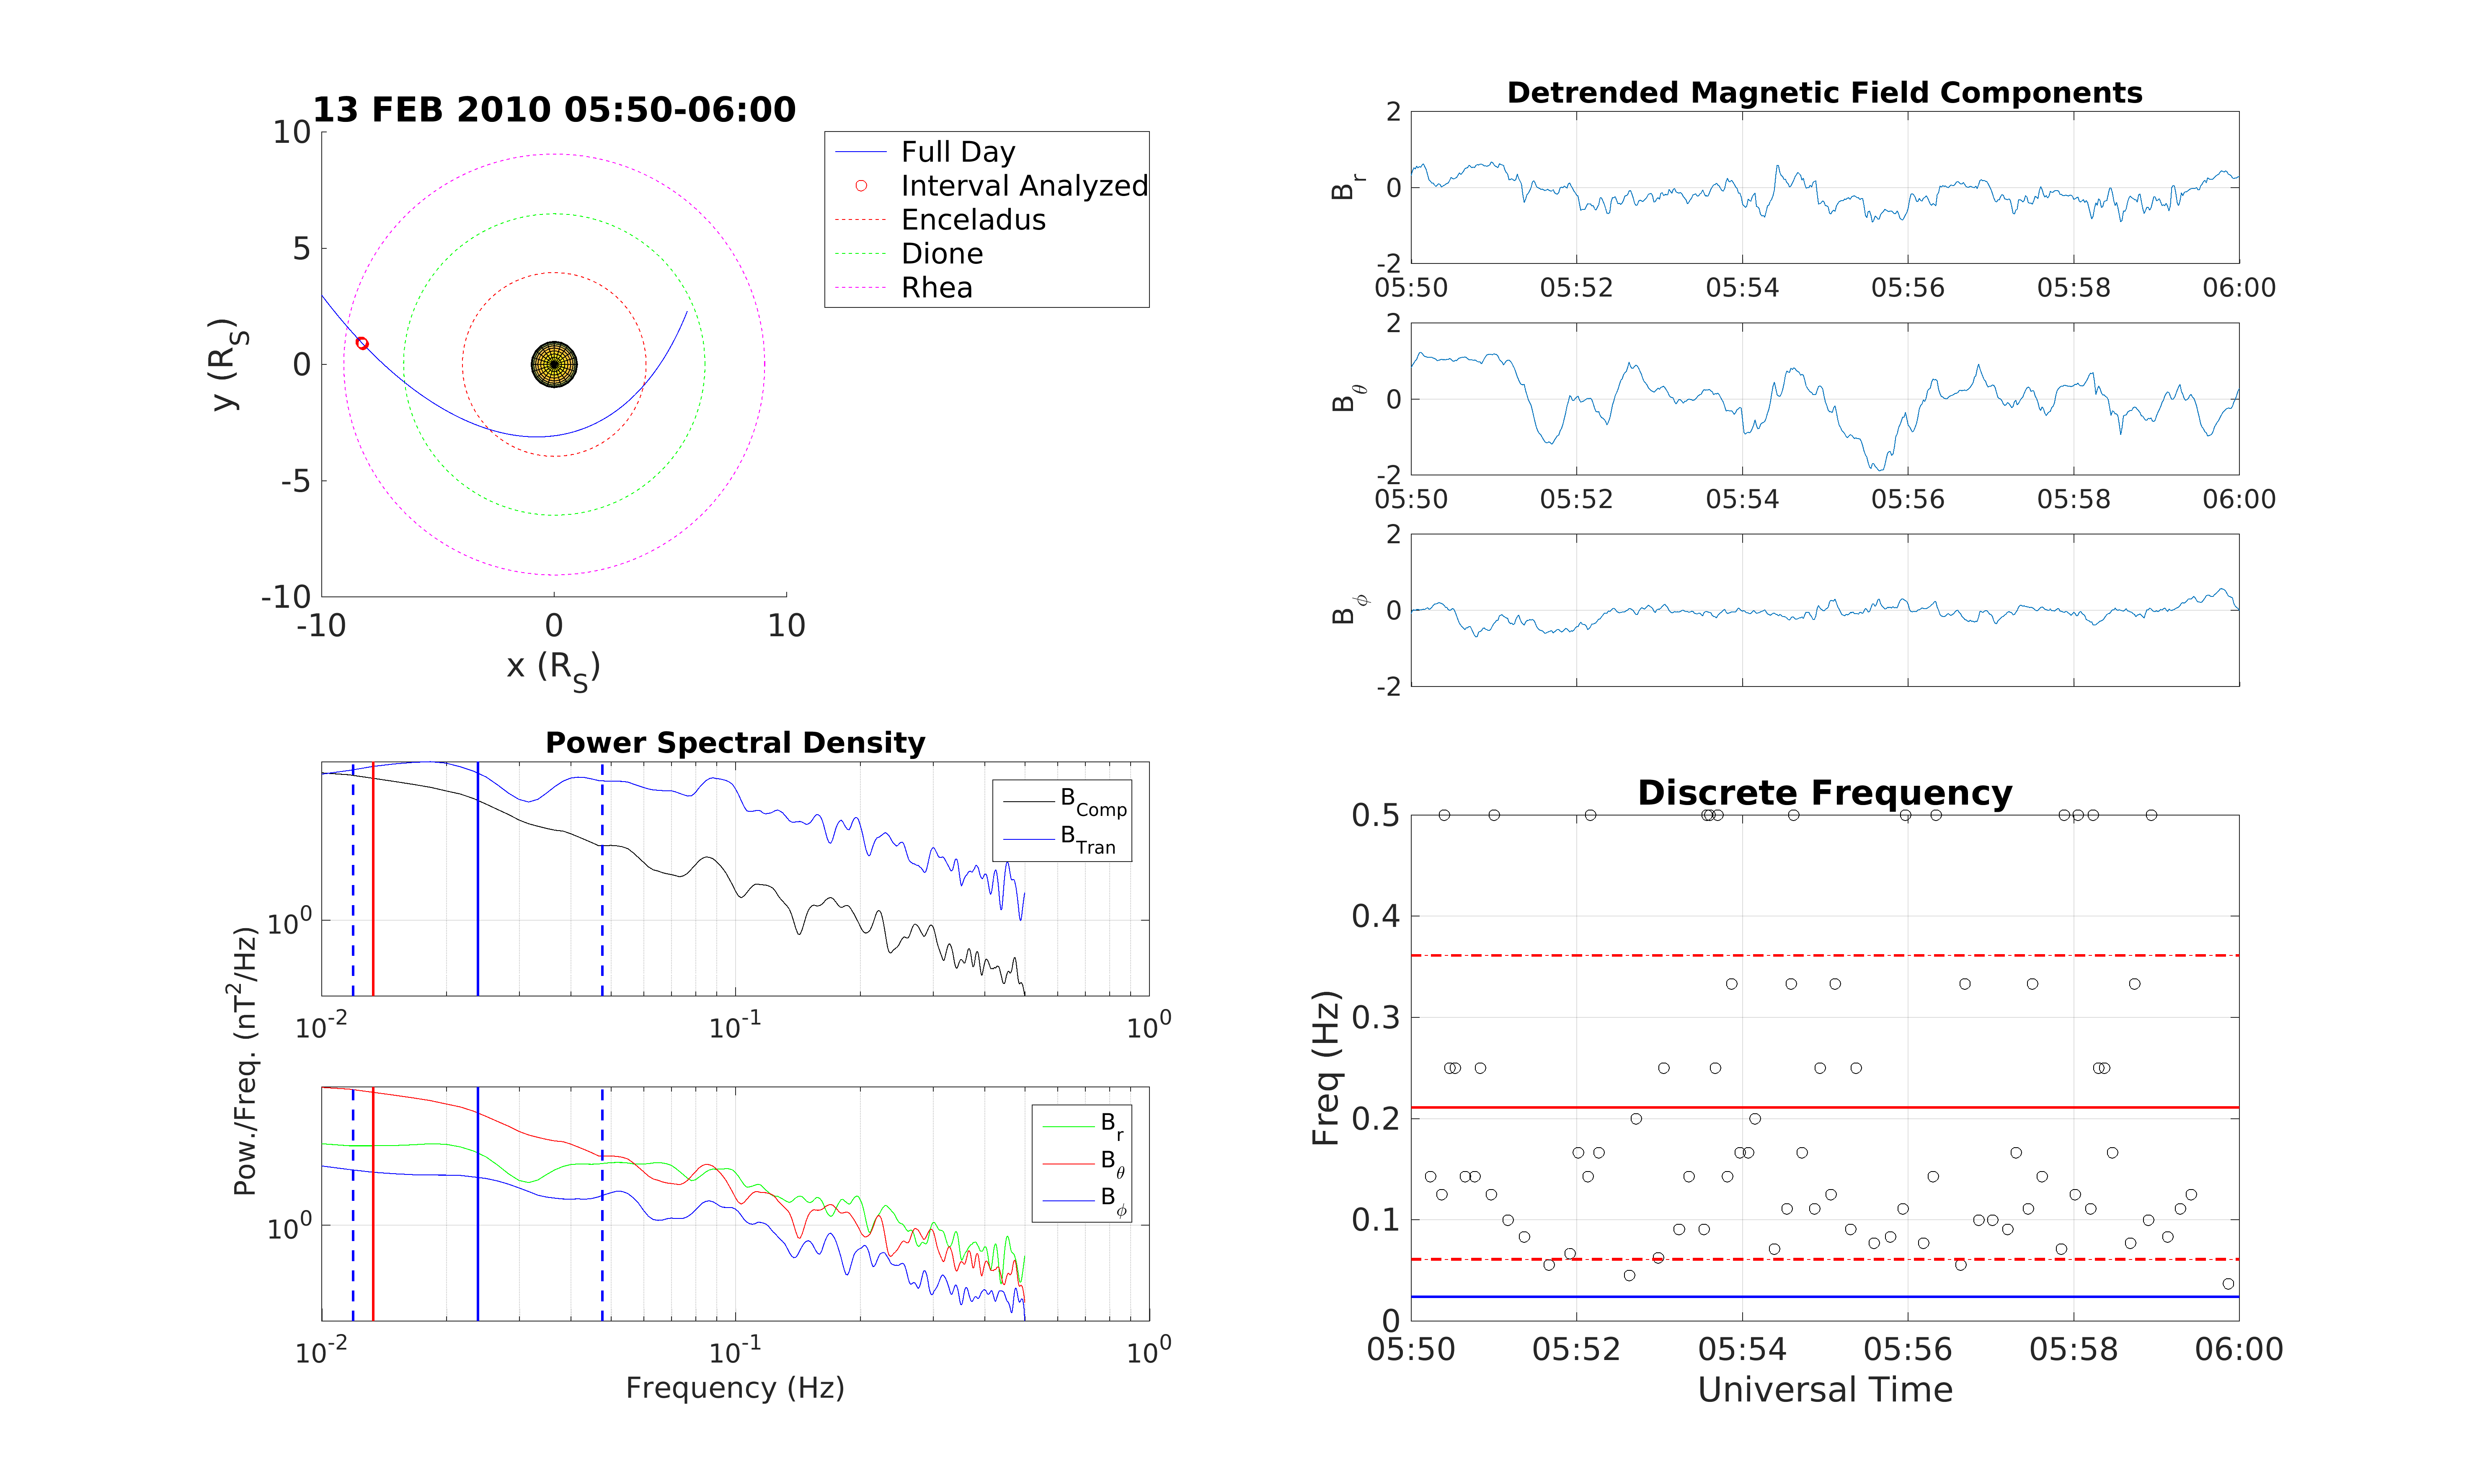 13 FEB 2010 05:50-06:00
10
5
0
-5
-10
-10
0
10
y (R_S)
x (R_S)
Full Day
Interval Analyzed
Enceladus
Dione
Rhea
Detrended Magnetic Field Components
2
0
-2
B_r
05:50 05:52 05:54 05:56 05:58 06:00
2
0
-2
B_θ
05:50 05:52 05:54 05:56 05:58 06:00
2
0
-2
B_ϕ
Power Spectral Density
10^0
B_Comp
B_Tran
10^-2 10^-1 10^0
Pow./Freq. (nT^2/Hz)
10^0
B_r
B_θ
B_ϕ
10^-2 10^-1 10^0
Frequency (Hz)
Discrete Frequency
0.5
0.4
0.3
0.2
0.1
0
Freq (Hz)
05:50 05:52 05:54 05:56 05:58 06:00
Universal Time